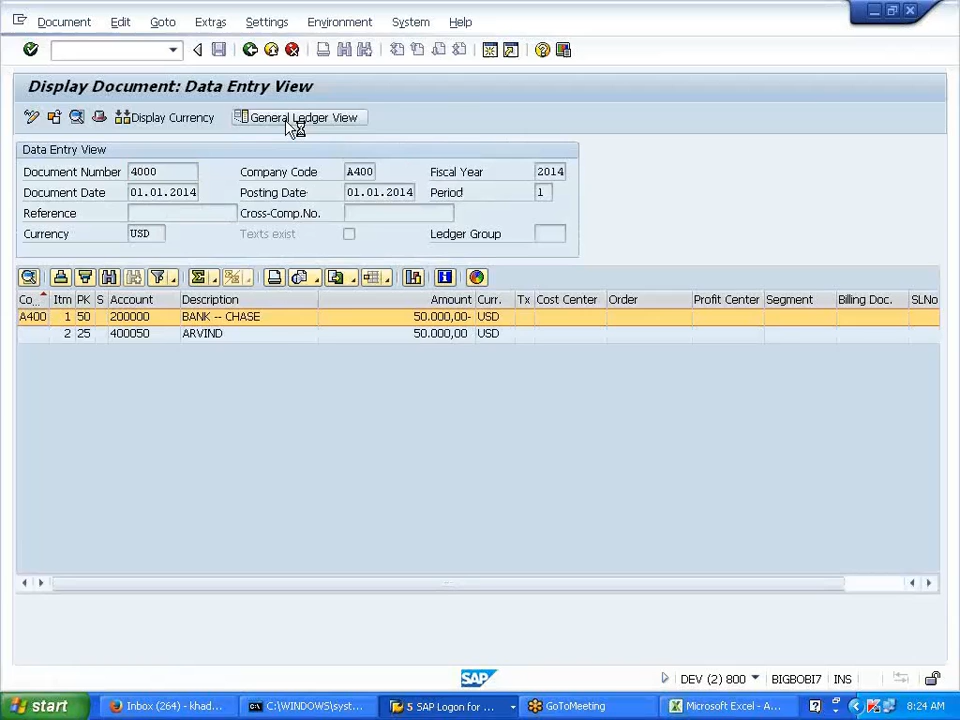 Document Edit Goto Extras Settings Environment System Help
Display Document: Data Entry View
Display Currency General Ledger View
Data Entry View
Document Number 4000 Company Code A400 Fiscal Year 2014
Document Date 01.01.2014 Posting Date 01.01.2014 Period 1
Reference Cross-Comp.No.
Currency USD Texts exist Ledger Group
Co... Itm PK S Account Description Amount Curr. Tx Cost Center Order Profit Center Segment Billing Doc. SLNo
A400 1 50 200000 BANK -- CHASE 50.000,00- USD
2 25 400050 ARVIND 50.000,00 USD
SAP DEV (2) 800 BIGBOBI7 INS
start Inbox (264) - khad... C:\WINDOWS\syst... 5 SAP Logon for ... GoToMeeting Microsoft Excel - A... 8:24 AM